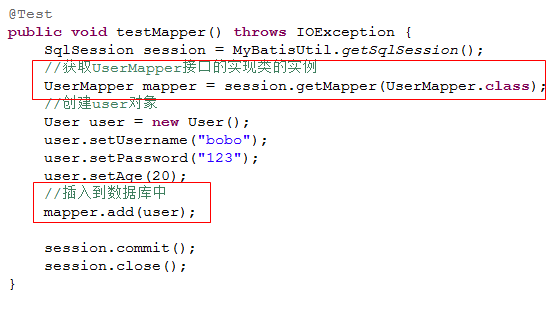 @Test
public void testMapper() throws IOException {
    SqlSession session = MyBatisUtil.getSqlSession();
    //获取UserMapper接口的实现类的实例
    UserMapper mapper = session.getMapper(UserMapper.class);
    //创建user对象
    User user = new User();
    user.setUsername("bobo");
    user.setPassword("123");
    user.setAge(20);
    //插入到数据库中
    mapper.add(user);
    session.commit();
    session.close();
}